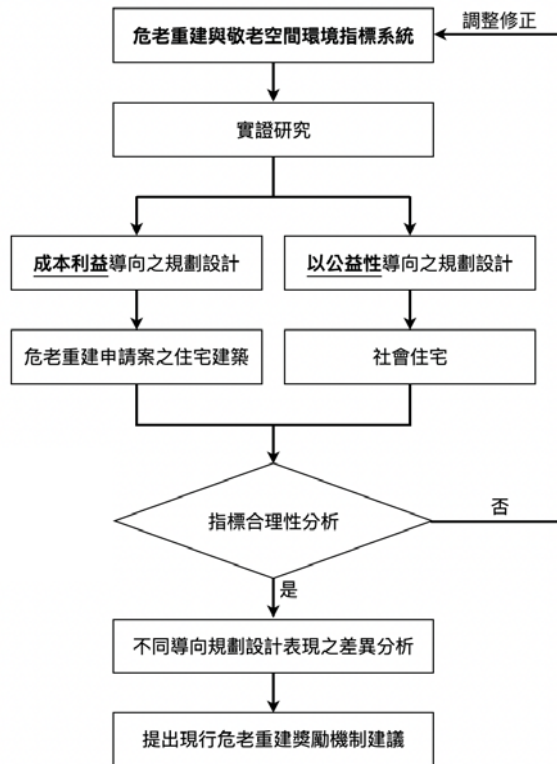 危老重建與敬老空間環境指標系統
調整修正
實證研究
成本利益導向之規劃設計
以公益性導向之規劃設計
危老重建申請案之住宅建築
社會住宅
指標合理性分析
否
是
不同導向規劃設計表現之差異分析
提出現行危老重建獎勵機制建議